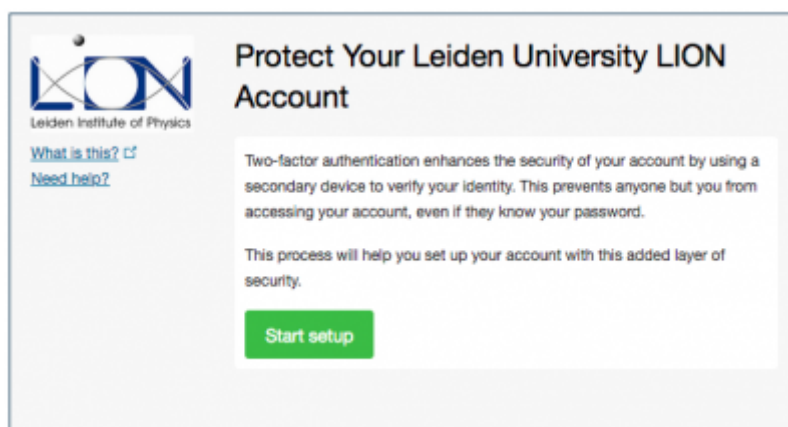 LION
Leiden Institute of Physics
What is this?
Need help?
Protect Your Leiden University LION
Account
Two-factor authentication enhances the security of your account by using a
secondary device to verify your identity. This prevents anyone but you from
accessing your account, even if they know your password.
This process will help you set up your account with this added layer of
security.
Start setup